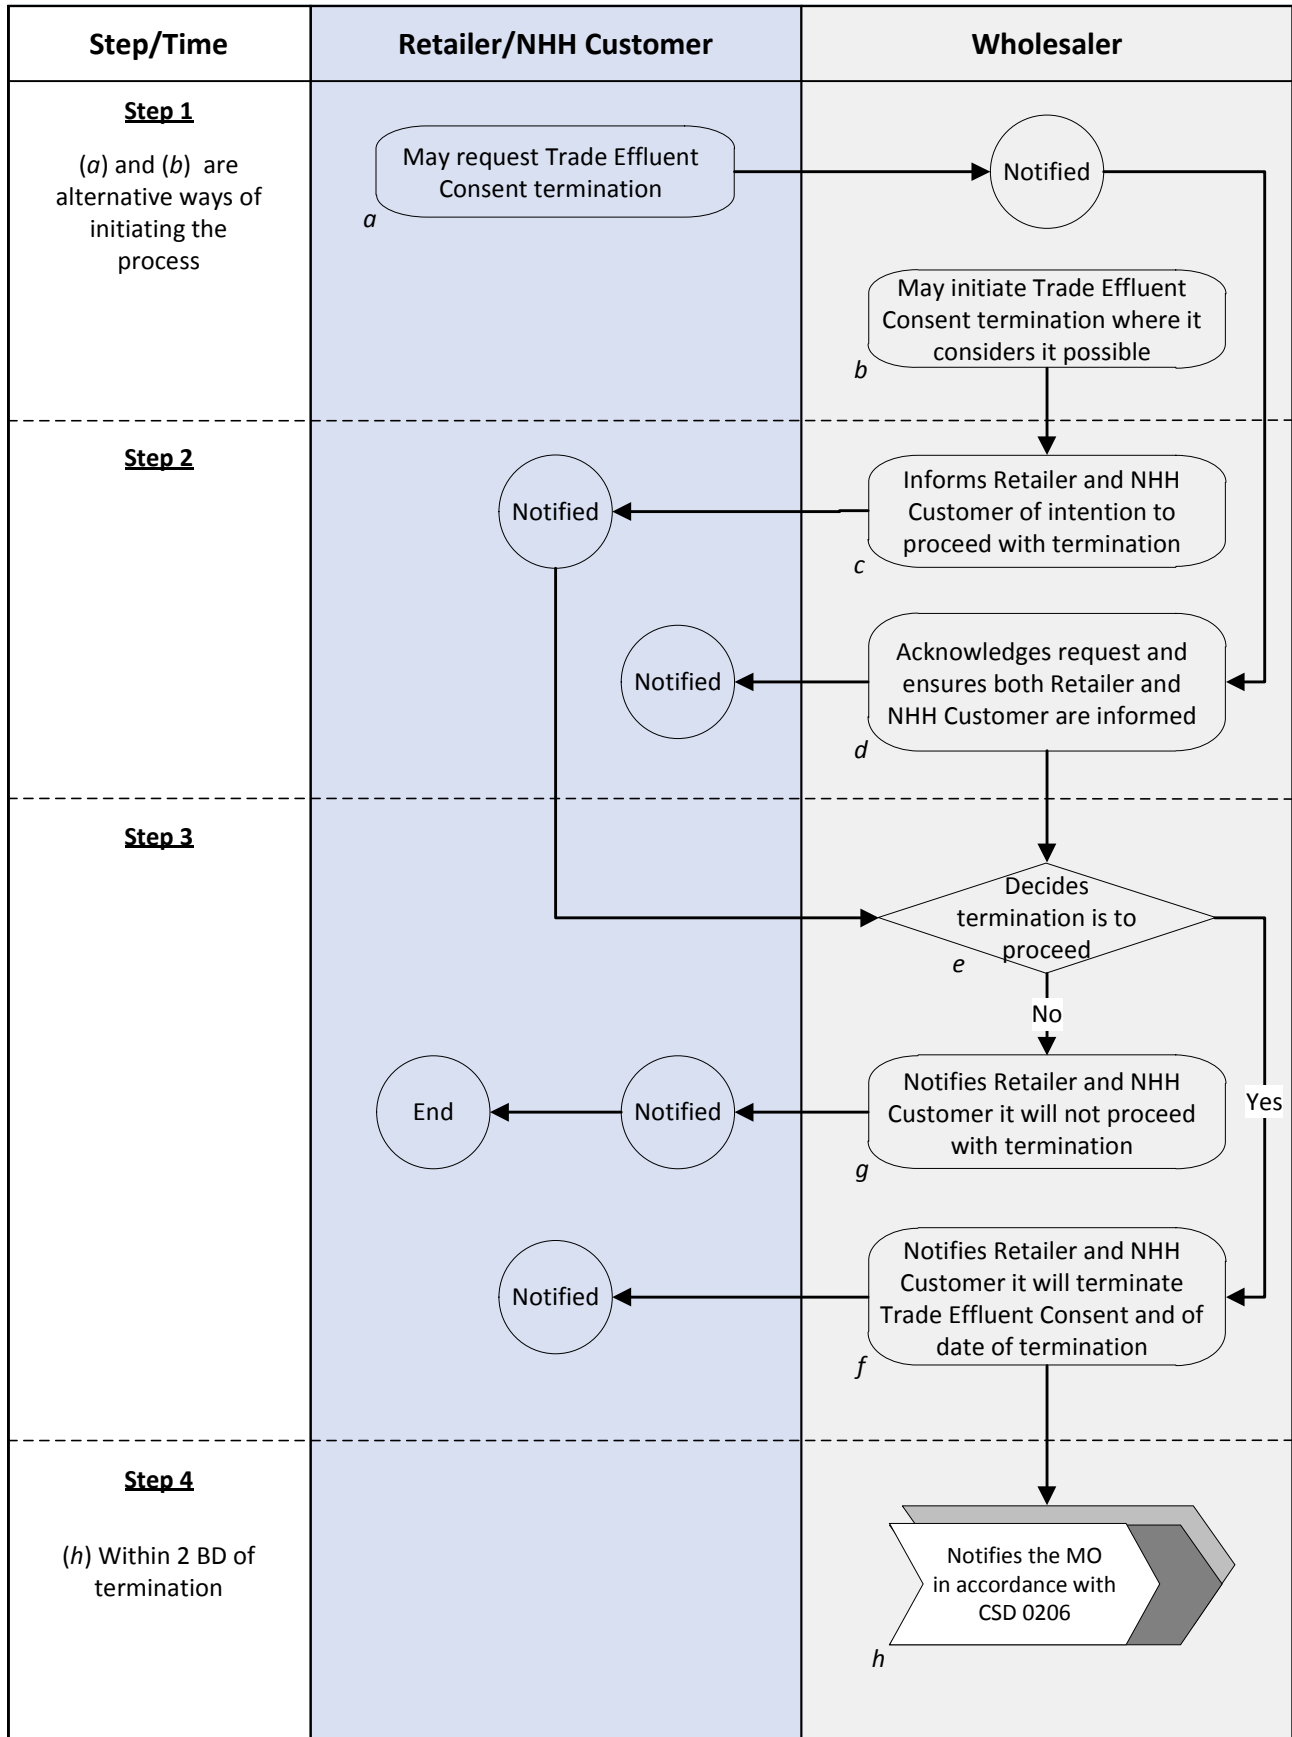 Step/Time
Retailer/NHH Customer
Wholesaler
Step 1
(a) and (b) are
alternative ways of
initiating the
process
May request Trade Effluent
Consent termination
a
Notified
May initiate Trade Effluent
Consent termination where it
considers it possible
b
Step 2
Notified
Informs Retailer and NHH
Customer of intention to
proceed with termination
c
Notified
Acknowledges request and
ensures both Retailer and
NHH Customer are informed
d
Step 3
Decides
termination is to
proceed
e
No
Yes
End
Notified
Notifies Retailer and NHH
Customer it will not proceed
with termination
g
Notified
Notifies Retailer and NHH
Customer it will terminate
Trade Effluent Consent and of
date of termination
f
Step 4
(h) Within 2 BD of
termination
Notifies the MO
in accordance with
CSD 0206
h